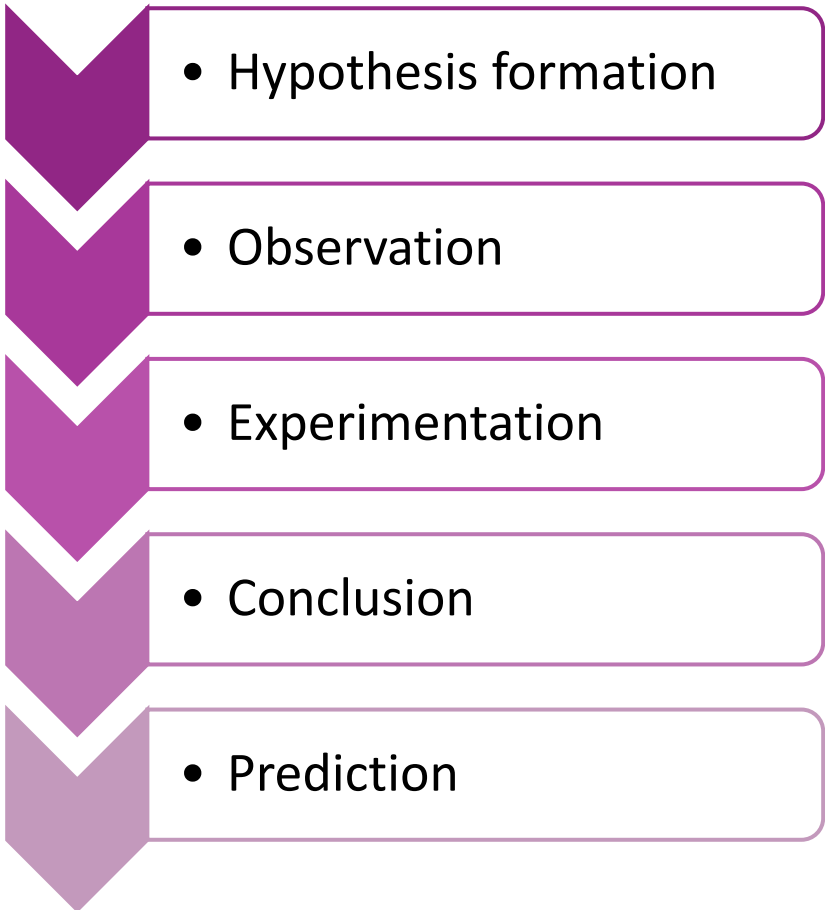 • Hypothesis formation
• Observation
• Experimentation
• Conclusion
• Prediction